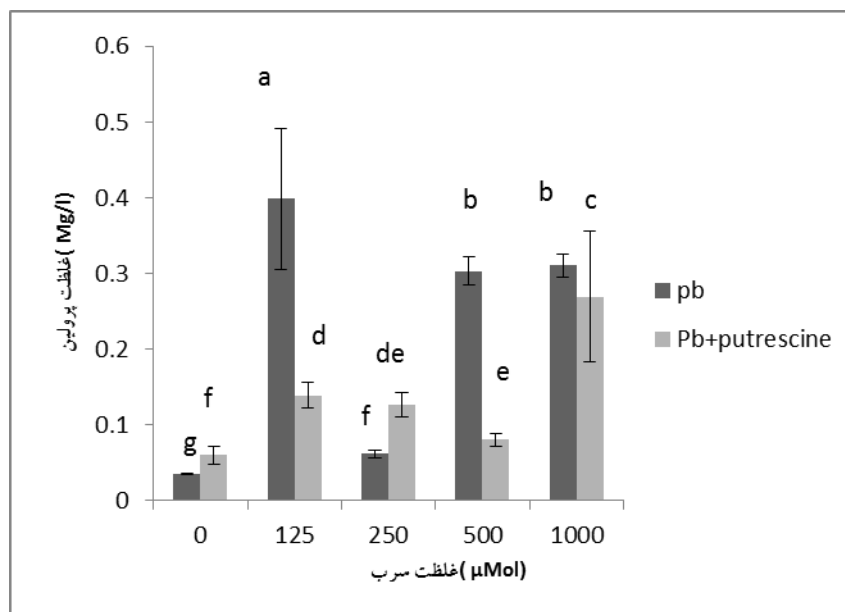 0.6
0.5
0.4
0.3
0.2
0.1
0
غلظت پرولین( Mg/l)
a
b
b
c
d
de
e
f
f
g
0 125 250 500 1000
غلظت سرب( µMol)
pb
Pb+putrescine